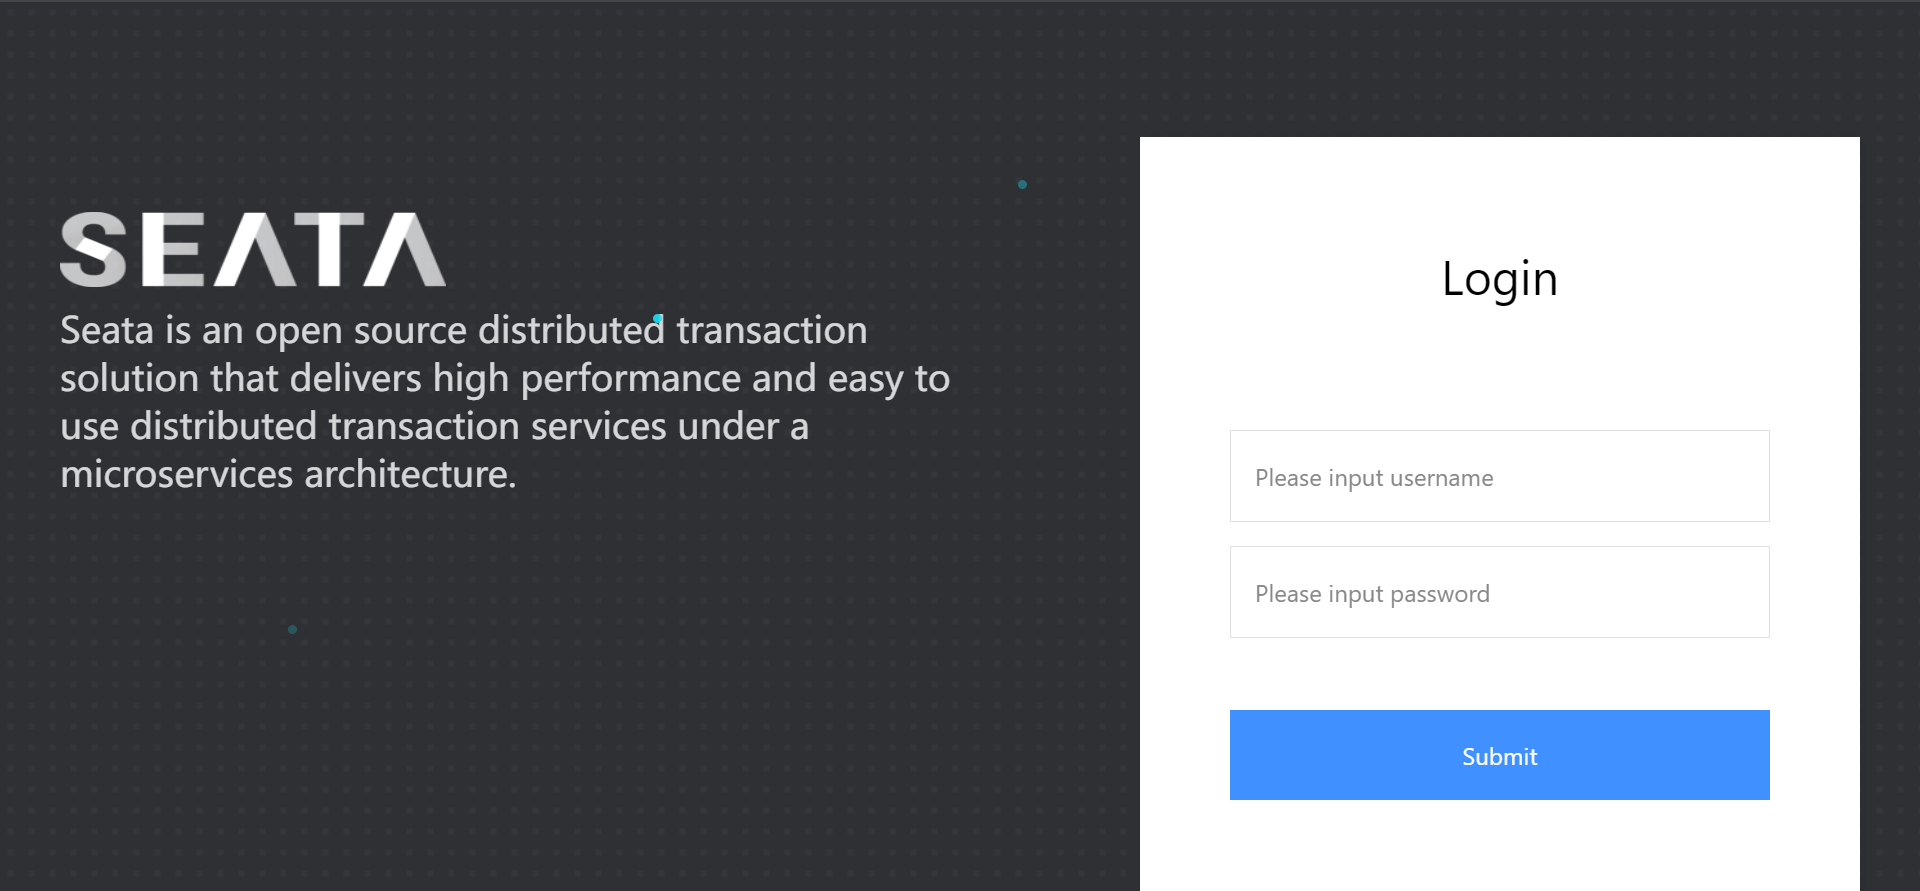 SEATA
Seata is an open source distributed transaction
solution that delivers high performance and easy to
use distributed transaction services under a
microservices architecture.
Login
Please input username
Please input password
Submit